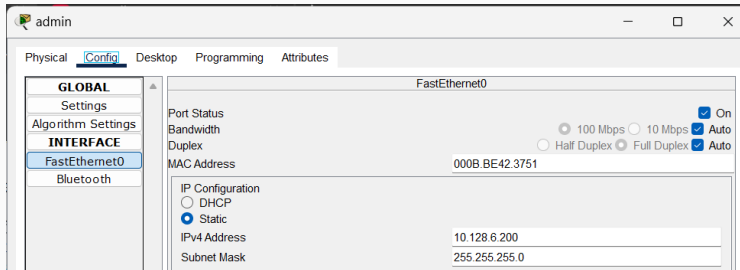 admin
Physical Config Desktop Programming Attributes
GLOBAL
Settings
Algorithm Settings
INTERFACE
FastEthernet0
Bluetooth
FastEthernet0
Port Status On
Bandwidth 100 Mbps 10 Mbps Auto
Duplex Half Duplex Full Duplex Auto
MAC Address 000B.BE42.3751
IP Configuration
DHCP
Static
IPv4 Address 10.128.6.200
Subnet Mask 255.255.255.0